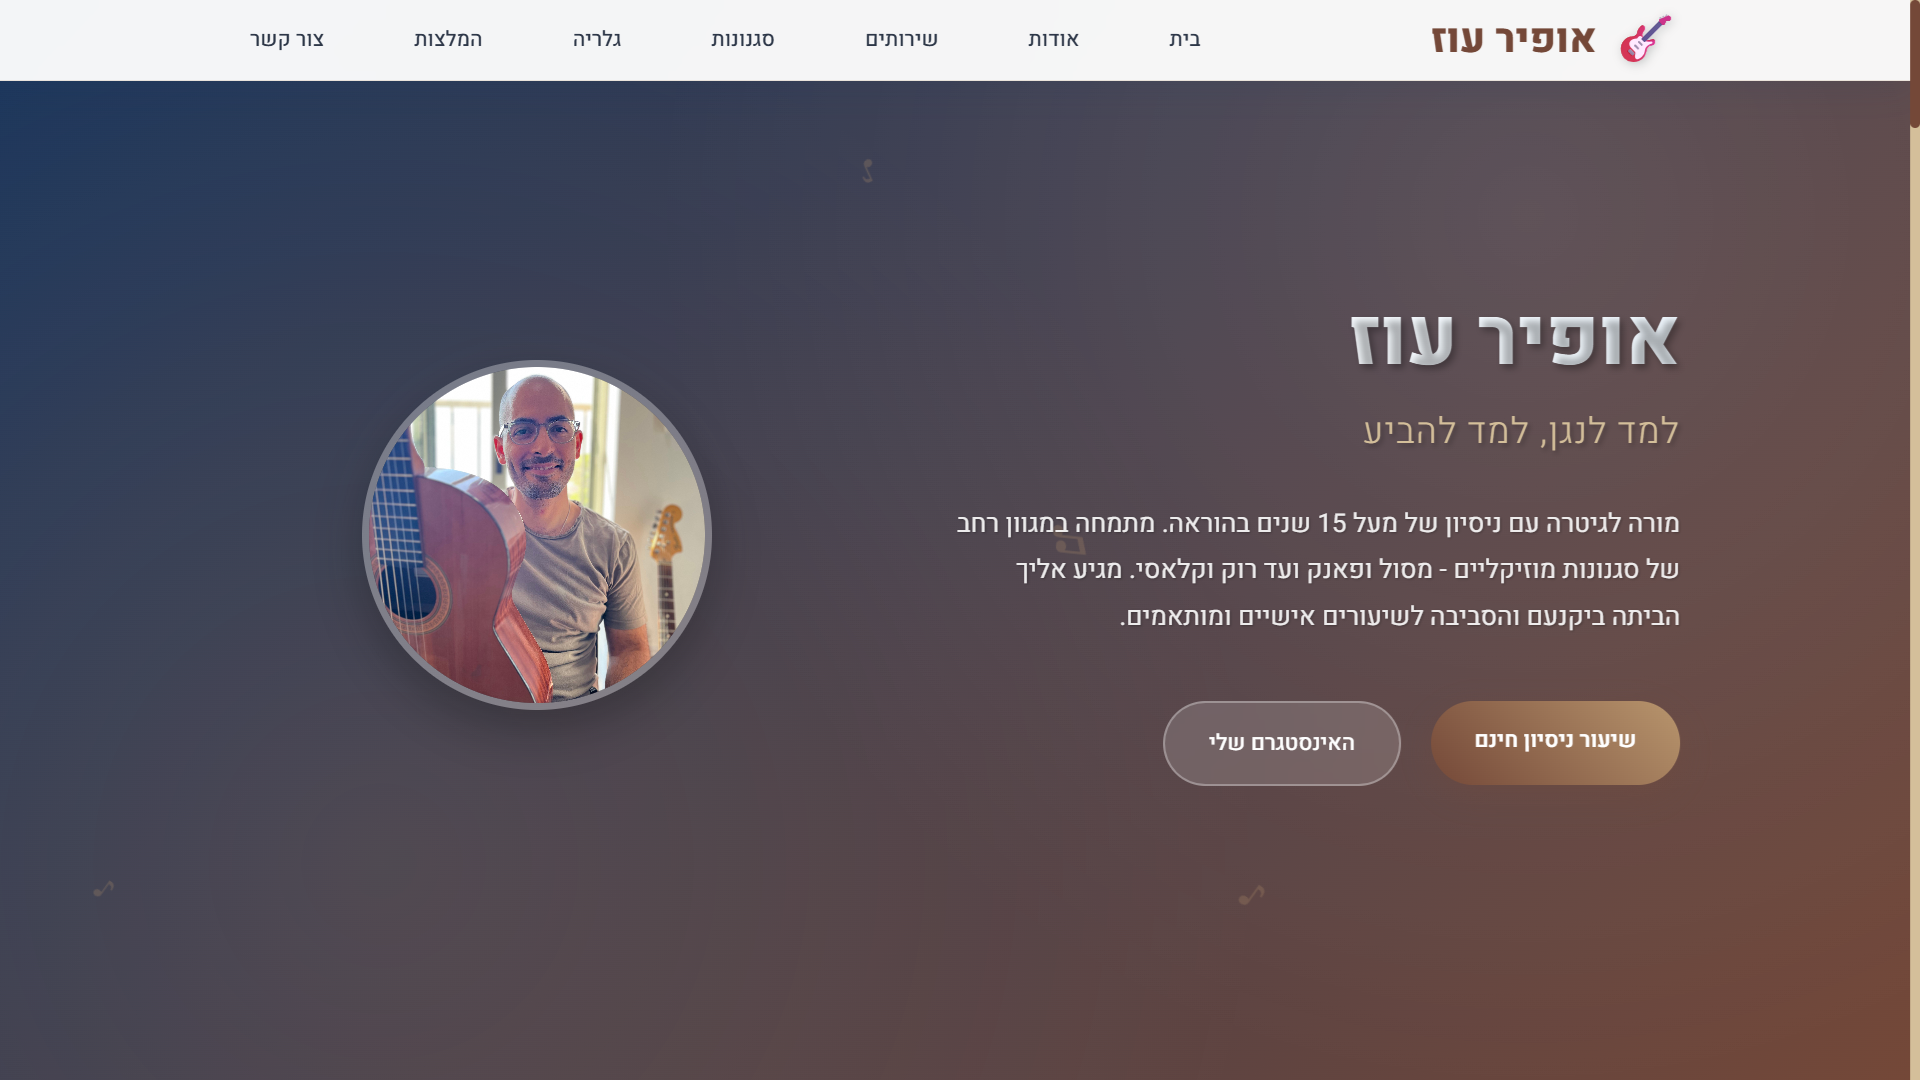 אופיר עוז
בית
אודות
שירותים
סגנונות
גלריה
המלצות
צור קשר
אופיר עוז
למד לנגן, למד להביע
מורה לגיטרה עם ניסיון של מעל 15 שנים בהוראה. מתמחה במגוון רחב
של סגנונות מוזיקליים - מסול ופאנק ועד רוק וקלאסי. מגיע אליך
הביתה ביקנעם והסביבה לשיעורים אישיים ומותאמים.
שיעור ניסיון חינם
האינסטגרם שלי